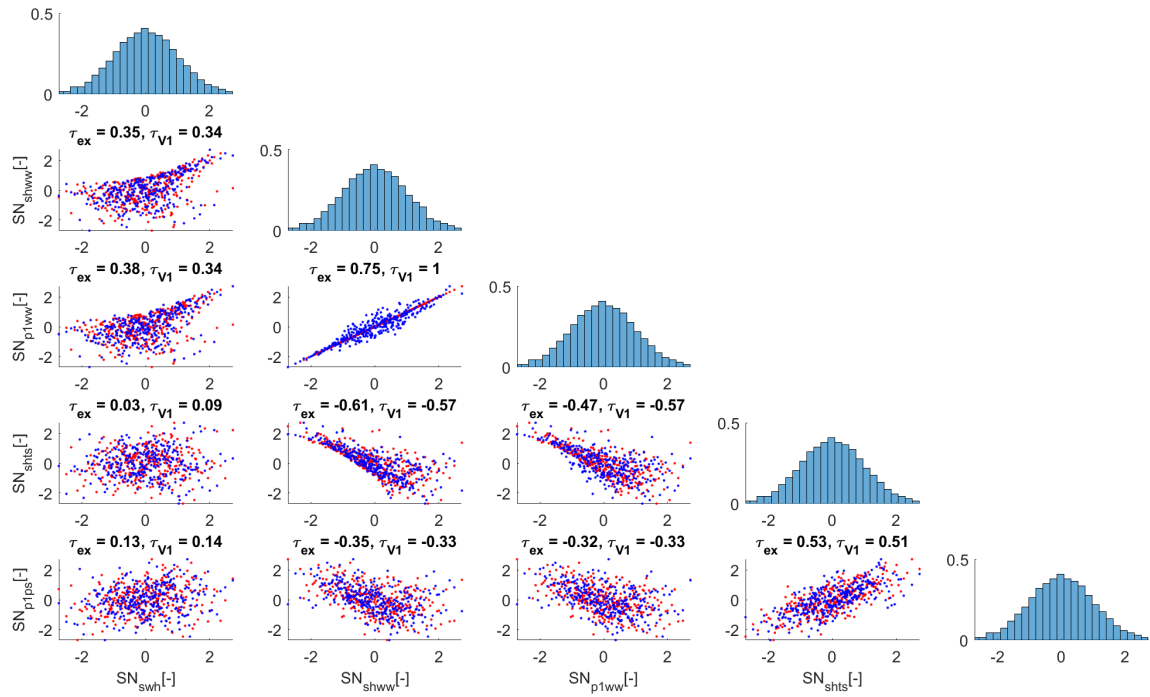 0.5
0
-2 0 2
τex = 0.35, τV1 = 0.34
SNshww[-]
2
0
-2
-2 0 2
0.5
0
-2 0 2
τex = 0.38, τV1 = 0.34
τex = 0.75, τV1 = 1
SNp1ww[-]
2
0
-2
-2 0 2
-2 0 2
0.5
0
-2 0 2
τex = 0.03, τV1 = 0.09
τex = -0.61, τV1 = -0.57
τex = -0.47, τV1 = -0.57
SNshts[-]
2
0
-2
-2 0 2
-2 0 2
-2 0 2
0.5
0
-2 0 2
τex = 0.13, τV1 = 0.14
τex = -0.35, τV1 = -0.33
τex = -0.32, τV1 = -0.33
τex = 0.53, τV1 = 0.51
SNp1ps[-]
2
0
-2
-2 0 2
-2 0 2
-2 0 2
-2 0 2
0.5
0
-2 0 2
SNswh[-]
SNshww[-]
SNp1ww[-]
SNshts[-]